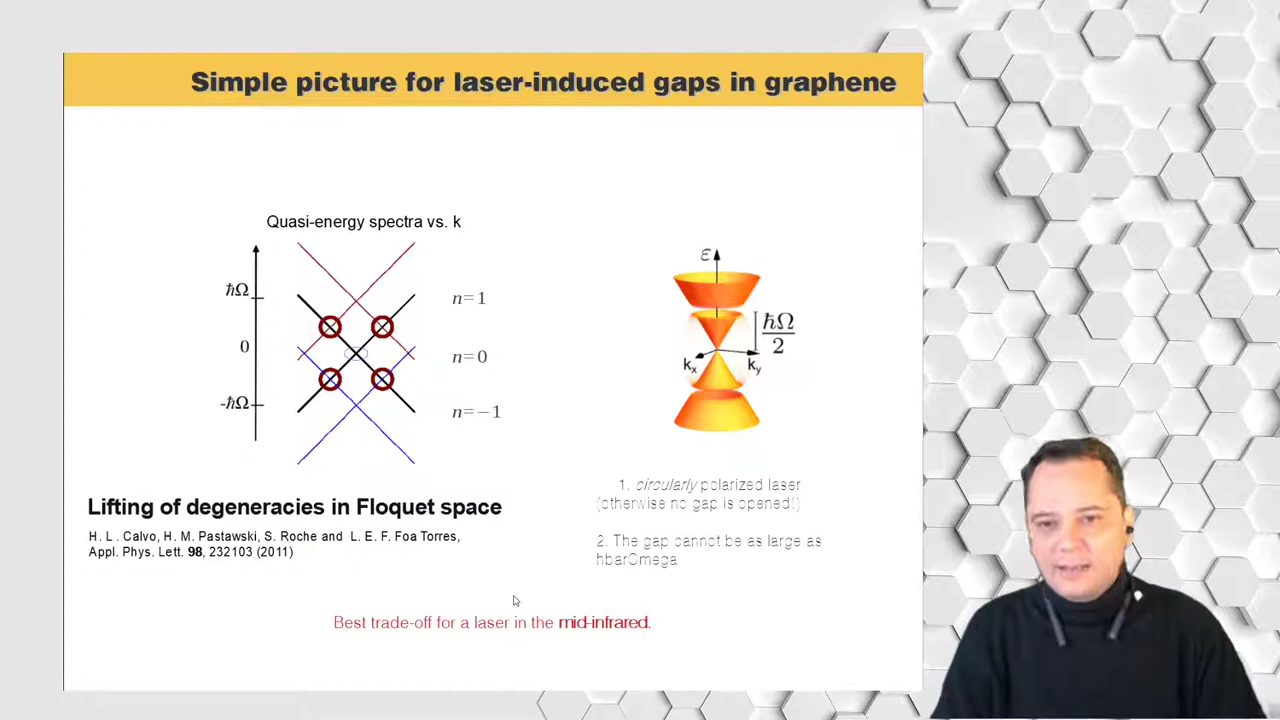 Simple picture for laser-induced gaps in graphene
Quasi-energy spectra vs. k
ħΩ
0
-ħΩ
n=1
n=0
n=−1
ε
ħΩ
2
kx
ky
Lifting of degeneracies in Floquet space
H. L . Calvo, H. M. Pastawski, S. Roche and L. E. F. Foa Torres,
Appl. Phys. Lett. 98, 232103 (2011)
1. circularly polarized laser
(otherwise no gap is opened!)
2. The gap cannot be as large as
hbarOmega
Best trade-off for a laser in the mid-infrared.